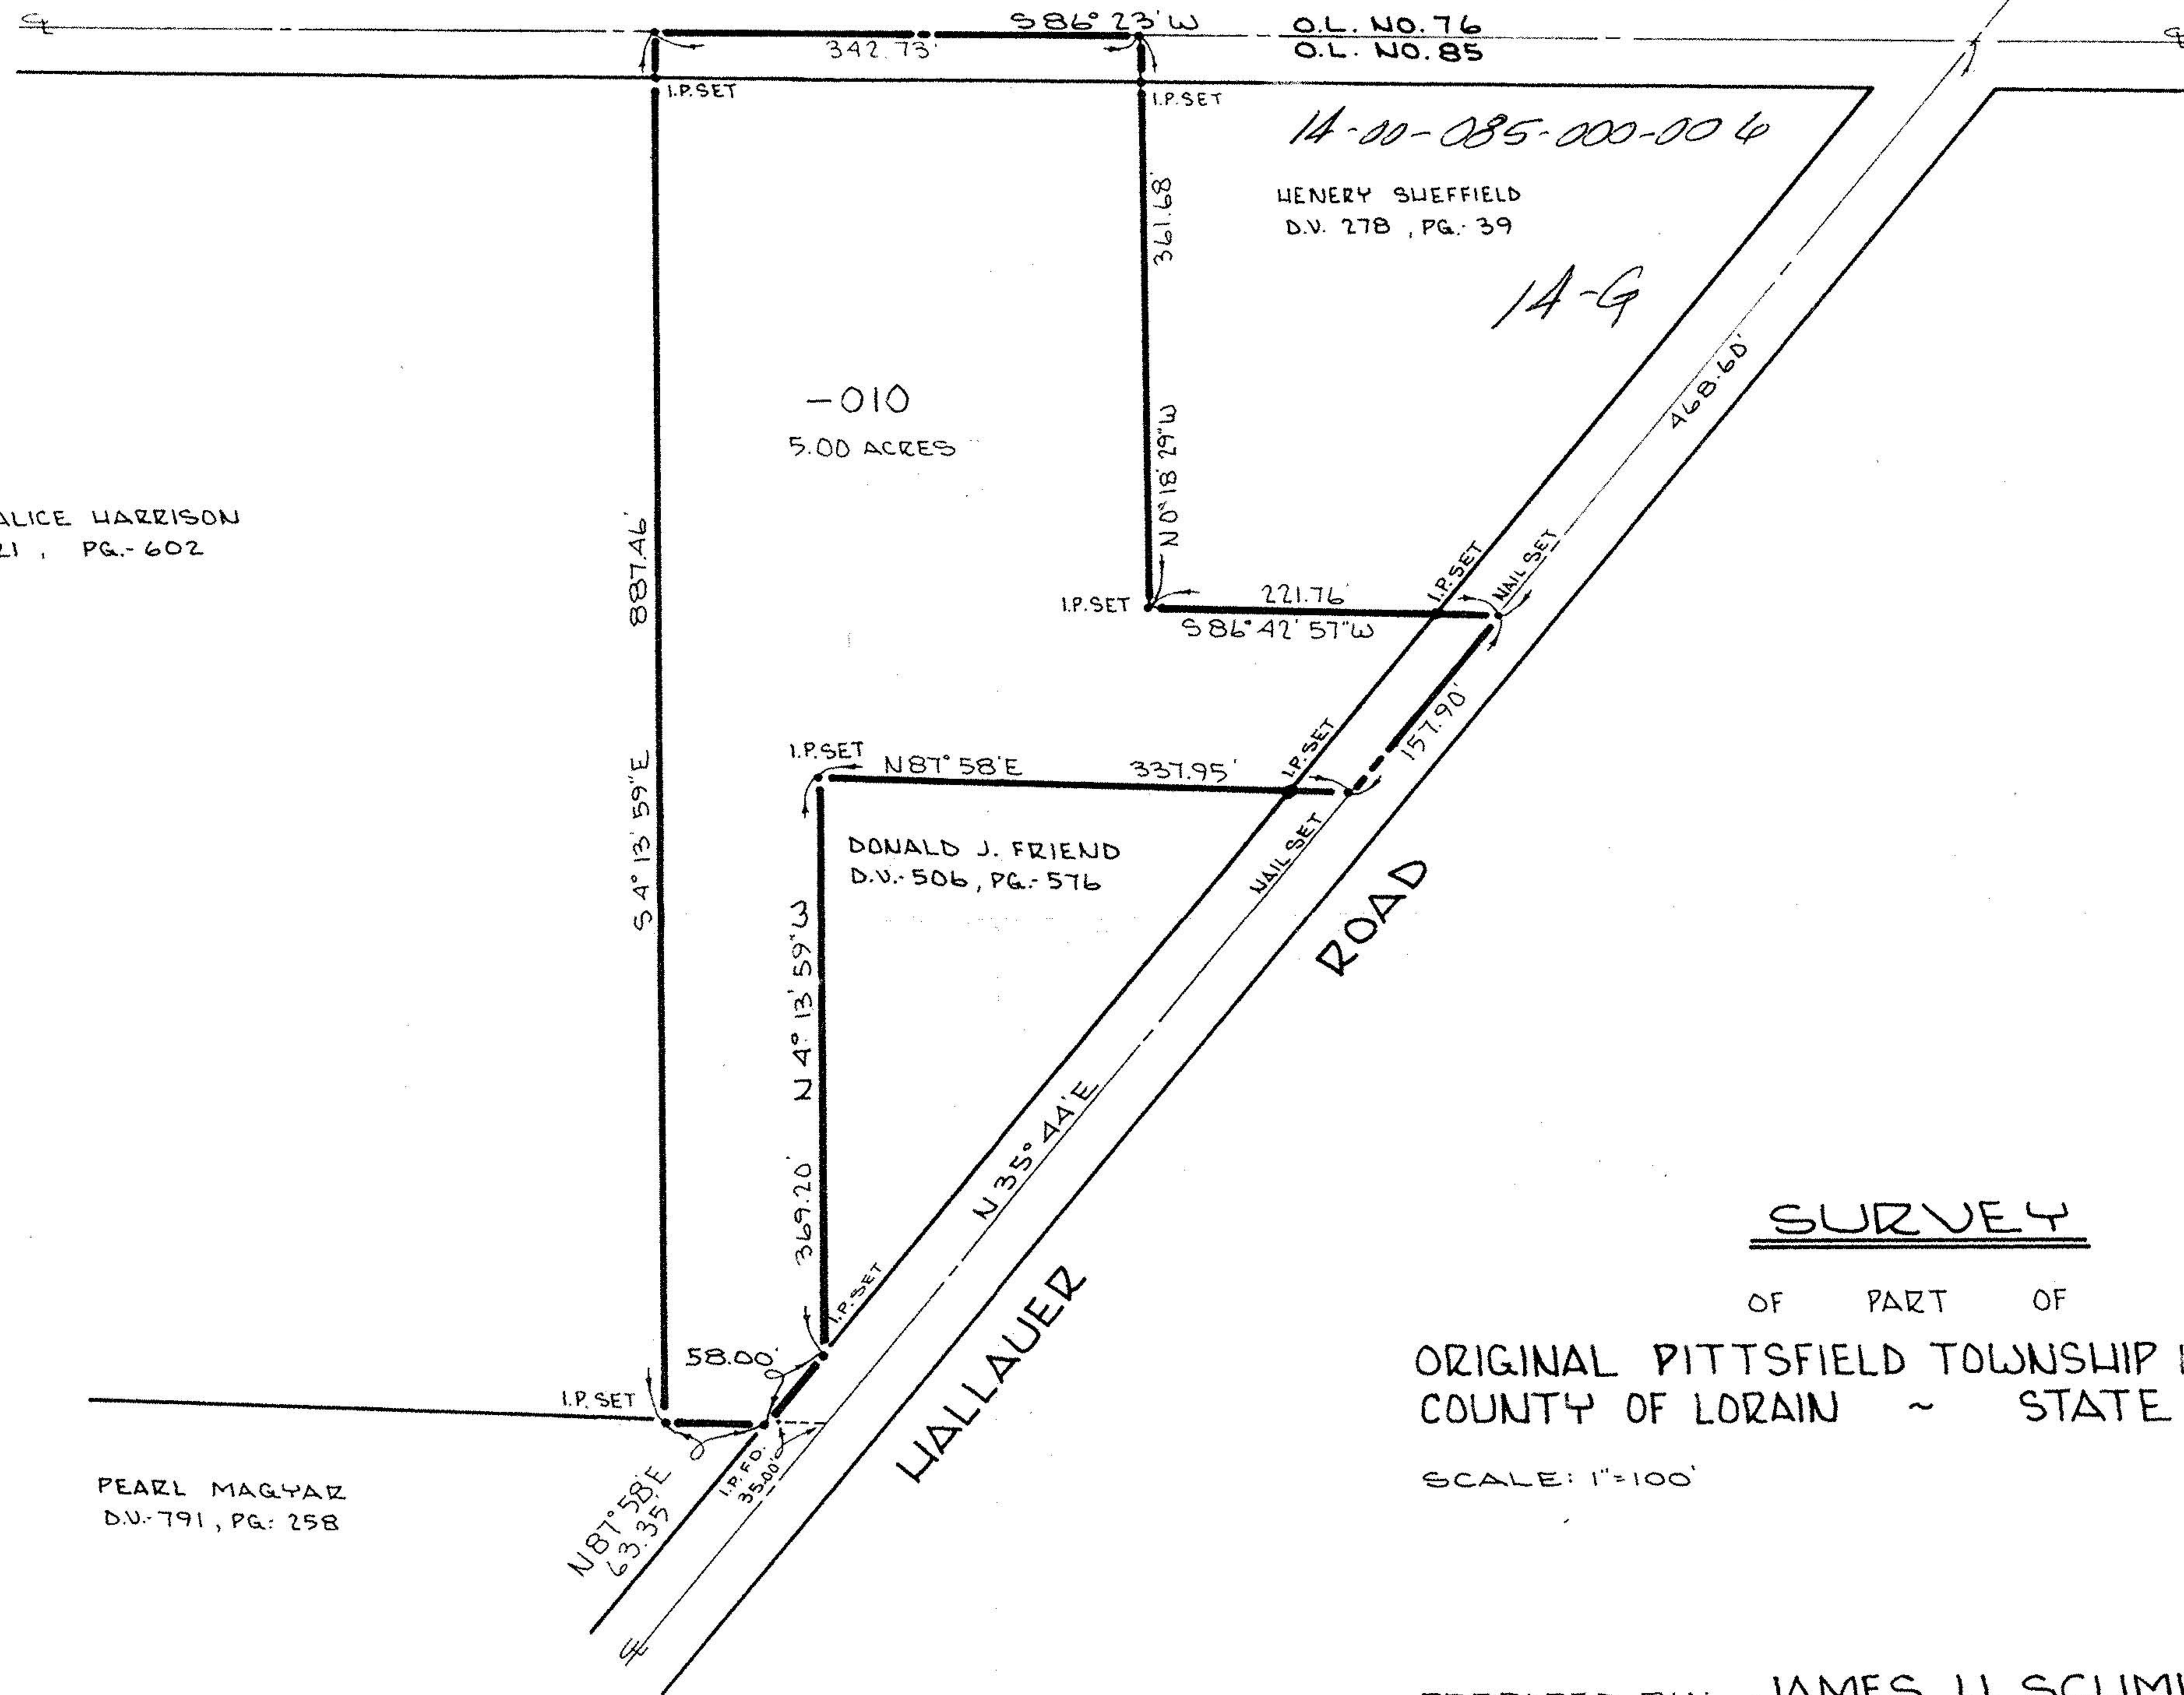 ℄
S 86° 23' W
O.L. NO. 76
℄
342.73'
O.L. NO. 85
I.P. SET
I.P. SET
14-00-085-000-006
HENERY SHEFFIELD
D.V. 278 , PG.- 39
361.68'
14-G
468.60'
-010
5.00 ACRES
N 0° 18' 29" W
ALICE HARRISON
21 , PG.- 602
887.46'
I.P. SET
221.76'
S 86° 42' 57" W
I.P. SET
NAIL SET
157.90'
I.P. SET
N 87° 58' E
337.95'
I.P. SET
S 4° 13' 59" E
DONALD J. FRIEND
D.V.- 506, PG.- 576
NAIL SET
ROAD
N 4° 13' 59" W
369.20'
N 35° 44' E
I.P. SET
HALLAUER
58.00'
I.P. SET
I.P. FD.
35.00'
N 87° 58' E
63.35'
PEARL MAGYAR
D.V.- 791, PG.- 258
℄
SURVEY
OF PART OF
ORIGINAL PITTSFIELD TOWNSHIP
COUNTY OF LORAIN ~ STATE
SCALE: 1"=100'
JAMES H. SCHM